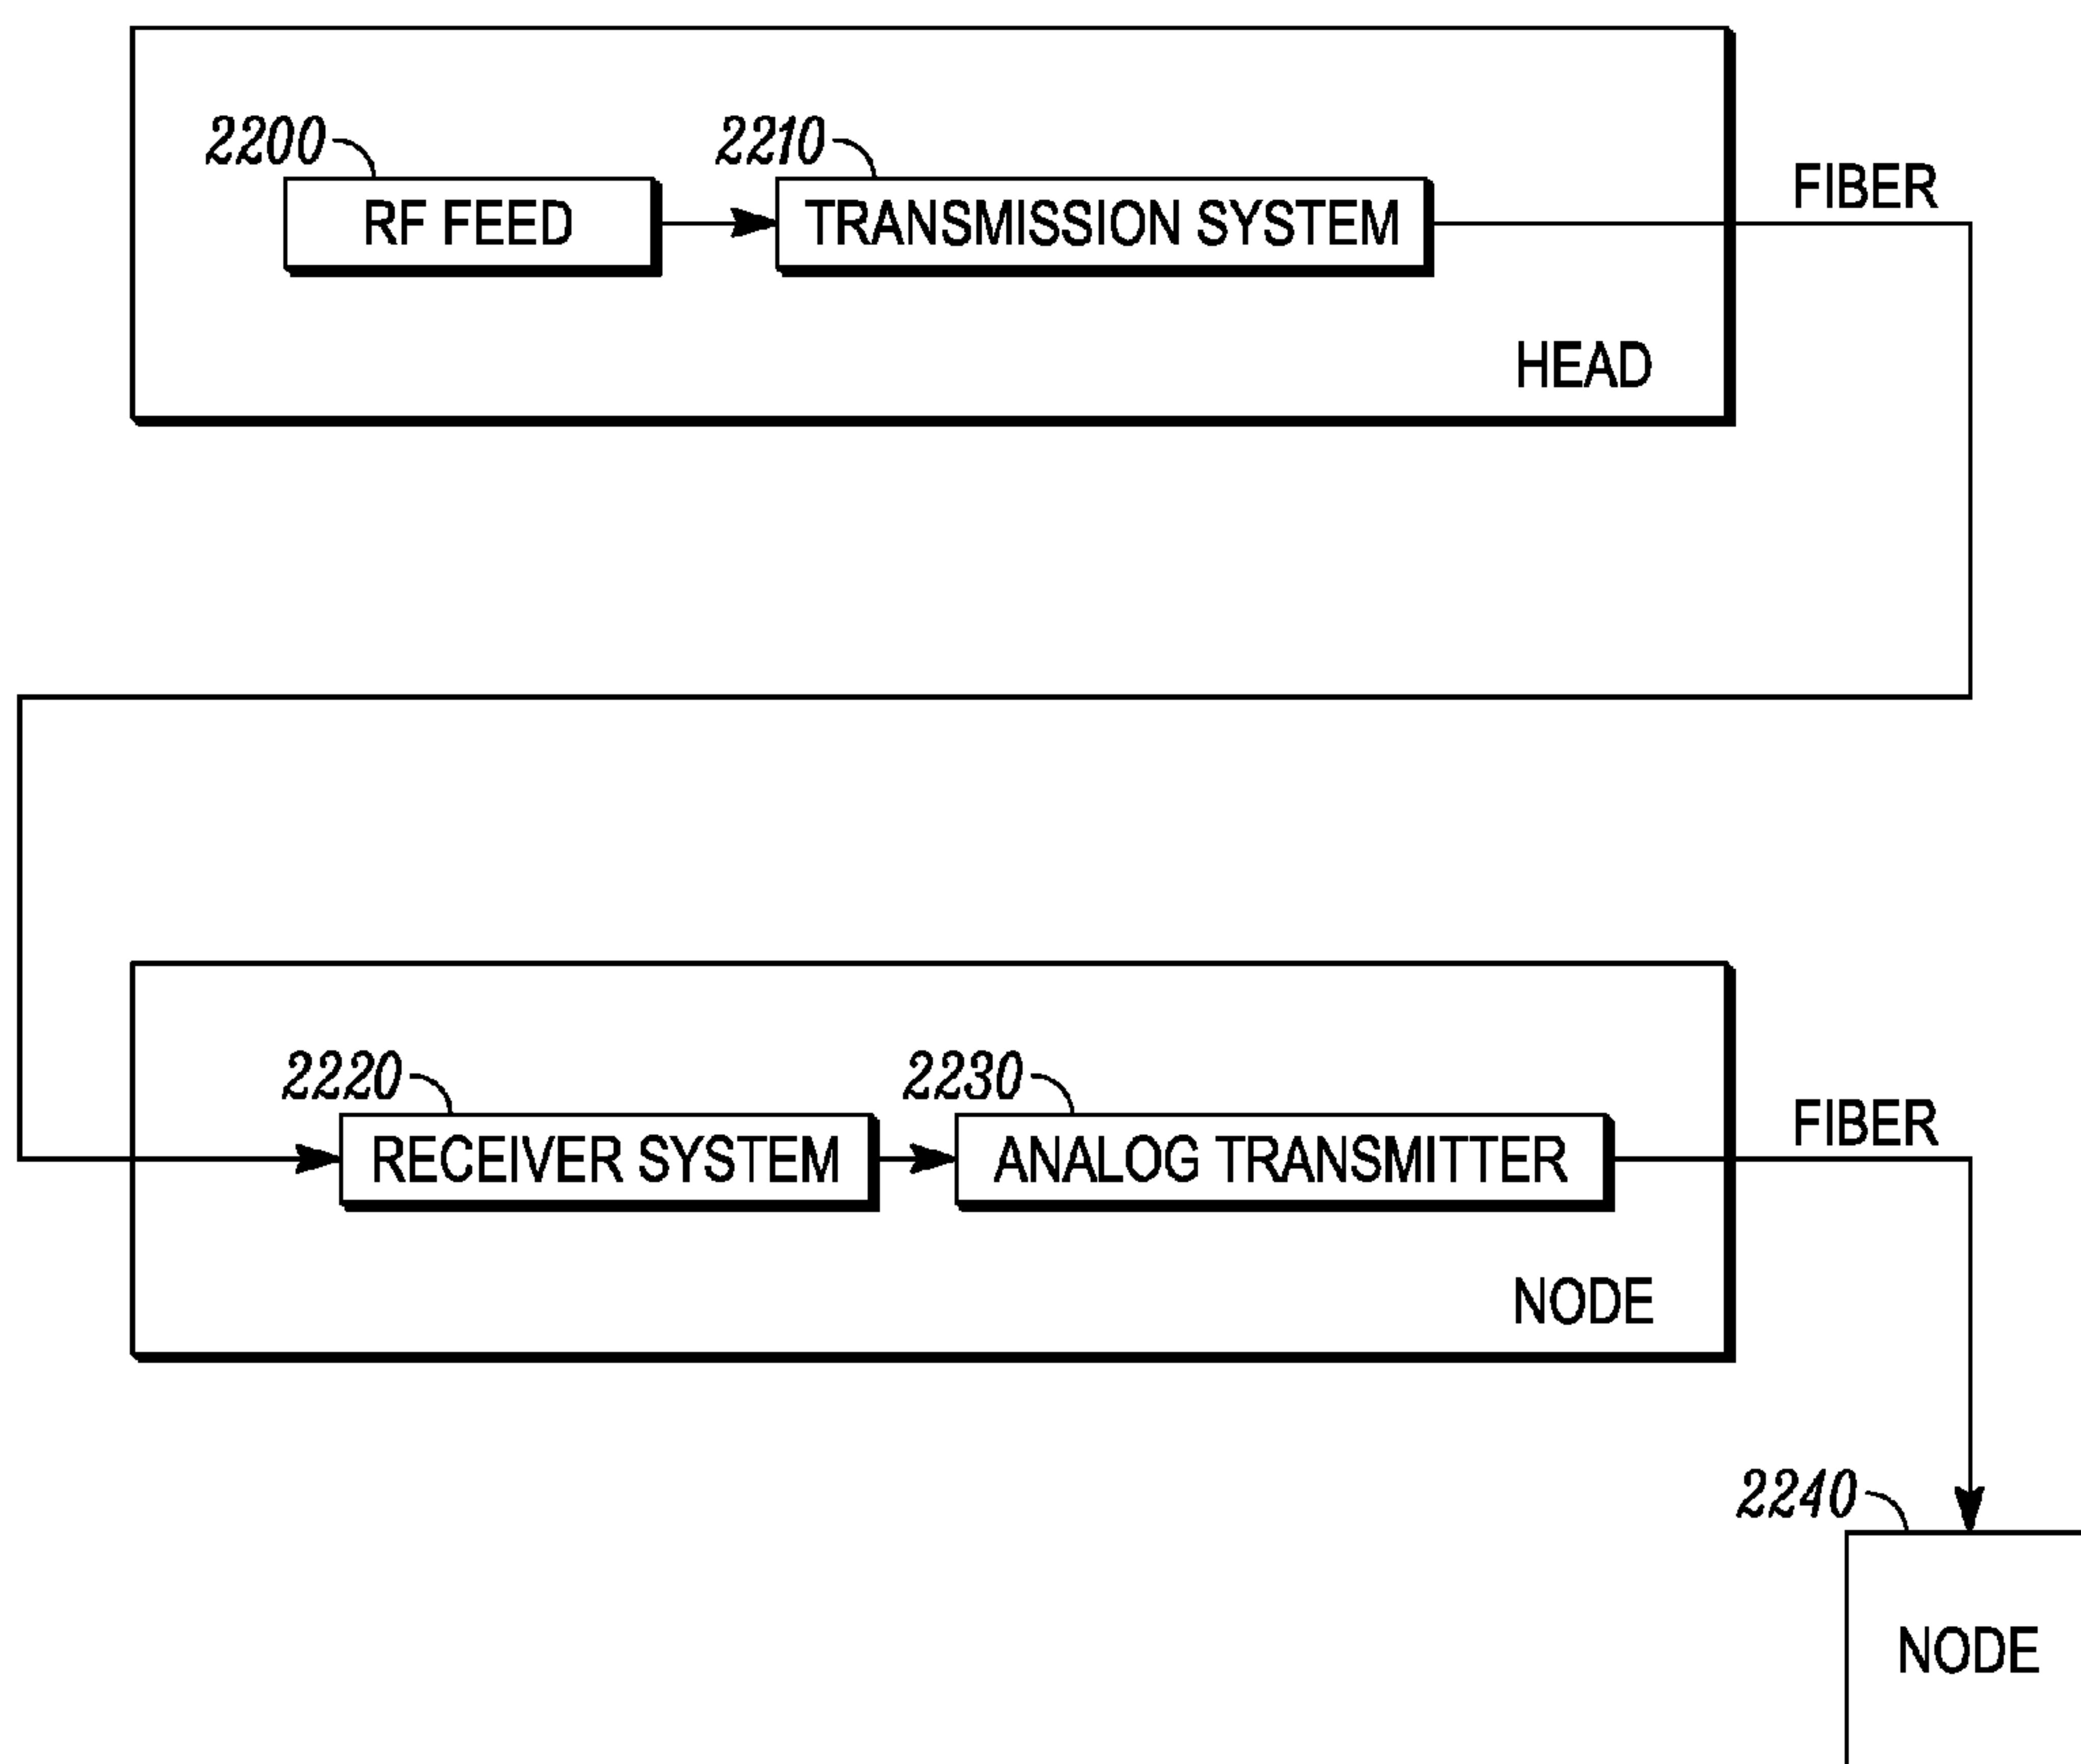 2200
2210
RF FEED
TRANSMISSION SYSTEM
FIBER
HEAD
2220
2230
RECEIVER SYSTEM
ANALOG TRANSMITTER
FIBER
NODE
2240
NODE